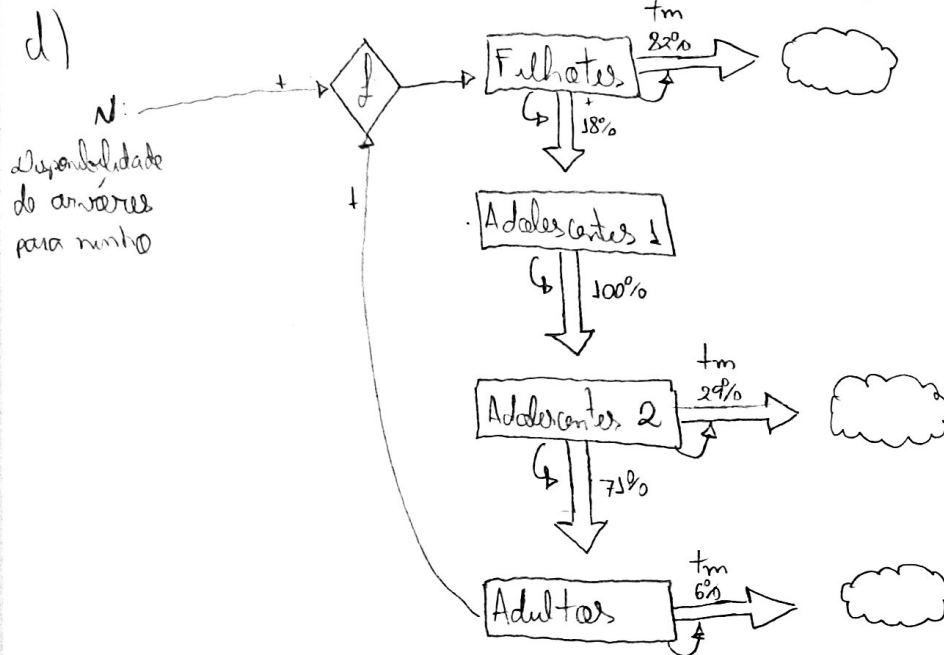 d)
tm
82%
Filhotes
f
+
+
18%
N:
Disponibilidade
de arvóres
para ninho
+
Adolescentes 1
100%
tm
29%
Adolescentes 2
71%
tm
6%
Adultos